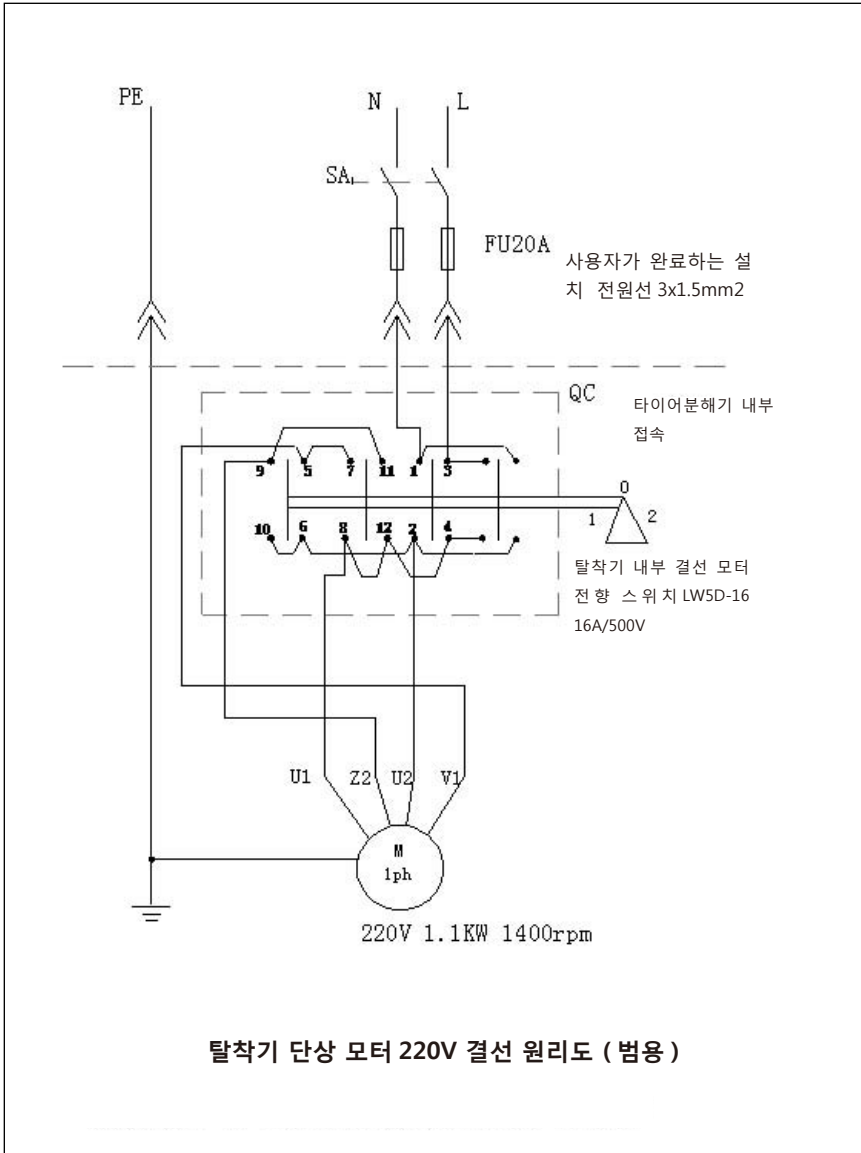 PE
N L
SA
FU20A
사용자가 완료하는 설
치 전원선 3x1.5mm2
QC
타이어분해기 내부
접속
9 5 7 11 1 3
0
1 2
10 6 8 12 2 4
탈착기 내부 결선 모터
전향 스위치 LW5D-16
16A/500V
U1 Z2 U2 V1
M
1ph
220V 1.1KW 1400rpm
탈착기 단상 모터 220V 결선 원리도 ( 범용 )